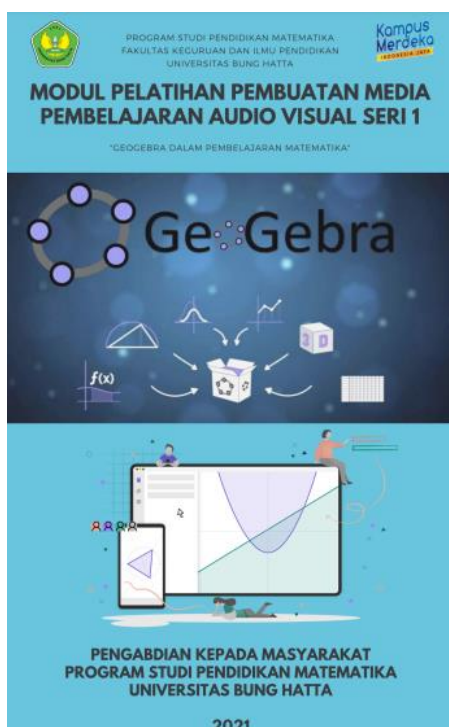 PROGRAM STUDI PENDIDIKAN MATEMATIKA
FAKULTAS KEGURUAN DAN ILMU PENDIDIKAN
UNIVERSITAS BUNG HATTA
Kampus
Merdeka
INDONESIA JAYA
MODUL PELATIHAN PEMBUATAN MEDIA
PEMBELAJARAN AUDIO VISUAL SERI 1
"GEOGEBRA DALAM PEMBELAJARAN MATEMATIKA"
GeoGebra
3D
f(x)
PENGABDIAN KEPADA MASYARAKAT
PROGRAM STUDI PENDIDIKAN MATEMATIKA
UNIVERSITAS BUNG HATTA
2021